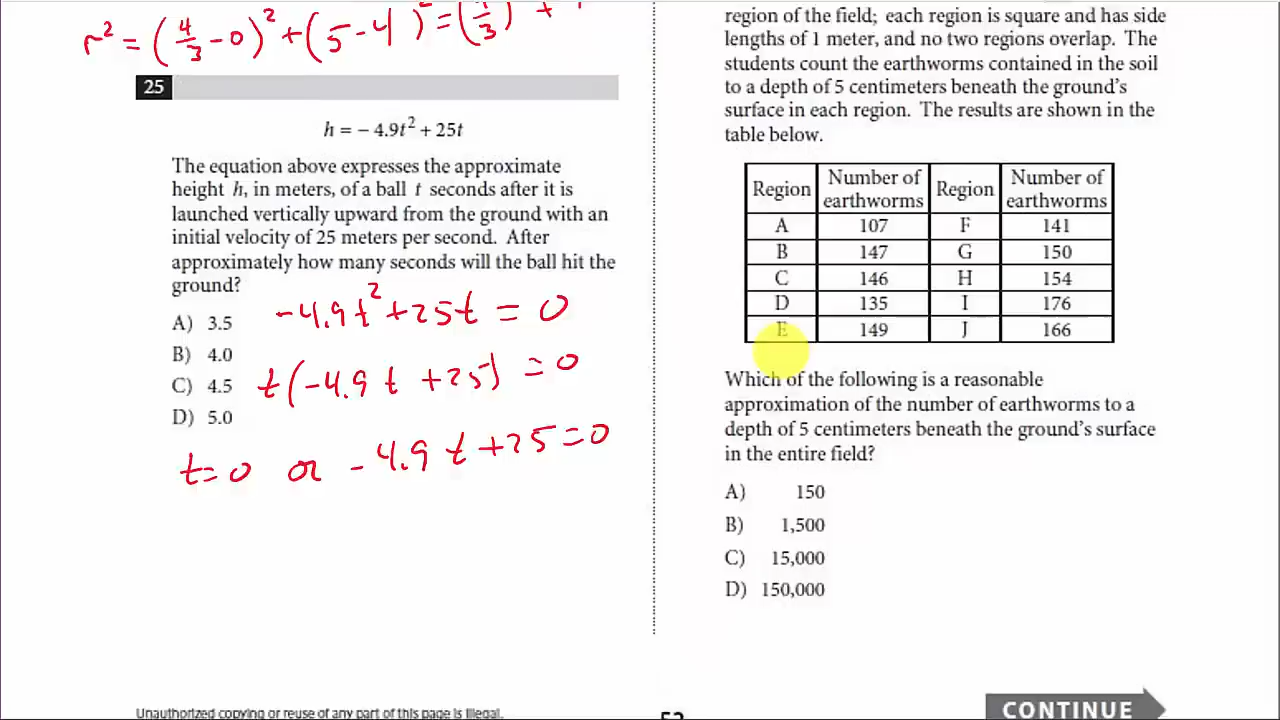 r² = (4/3 - 0)² + (5 - 4)² = (4/3)² +
25
h = − 4.9t² + 25t
The equation above expresses the approximate
height h, in meters, of a ball t seconds after it is
launched vertically upward from the ground with an
initial velocity of 25 meters per second. After
approximately how many seconds will the ball hit the
ground?
A) 3.5
B) 4.0
C) 4.5
D) 5.0
-4.9t² + 25t = 0
t(-4.9t + 25) = 0
t=0 or -4.9t + 25 = 0
Unauthorized copying or reuse of any part of this page is illegal.
region of the field; each region is square and has side
lengths of 1 meter, and no two regions overlap. The
students count the earthworms contained in the soil
to a depth of 5 centimeters beneath the ground's
surface in each region. The results are shown in the
table below.
Region Number of earthworms Region Number of earthworms
A 107 F 141
B 147 G 150
C 146 H 154
D 135 I 176
E 149 J 166
Which of the following is a reasonable
approximation of the number of earthworms to a
depth of 5 centimeters beneath the ground's surface
in the entire field?
A) 150
B) 1,500
C) 15,000
D) 150,000
CONTINUE